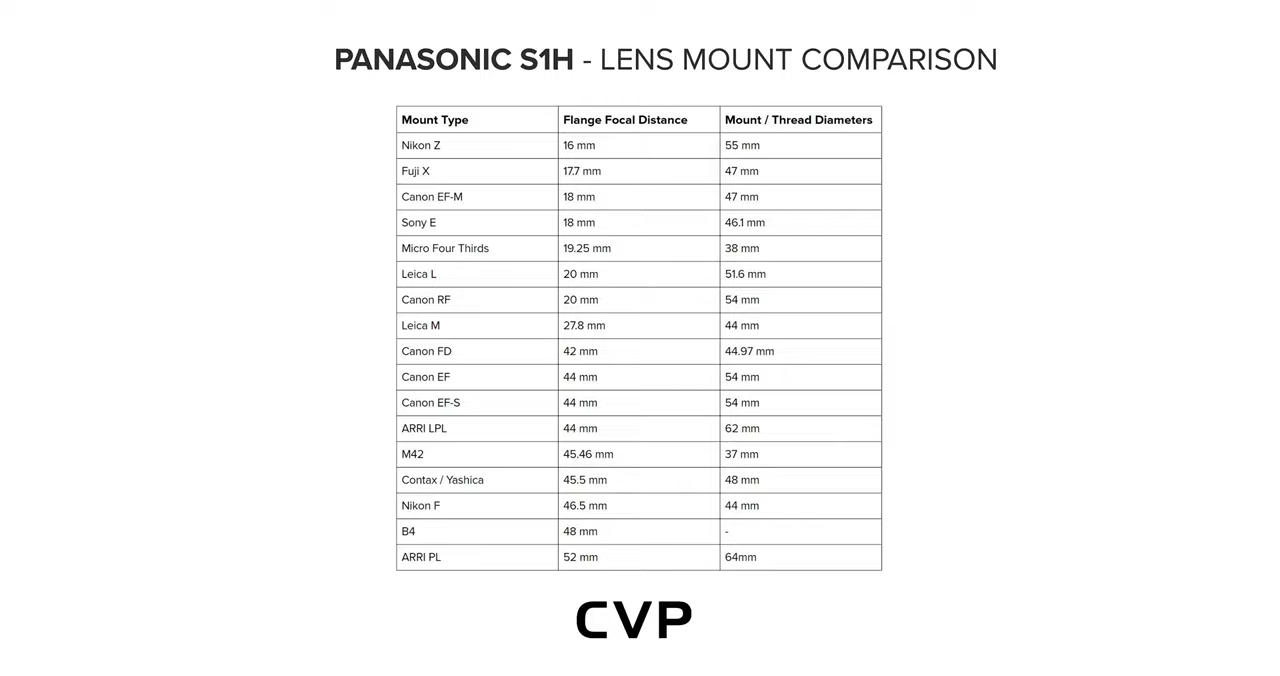 PANASONIC S1H - LENS MOUNT COMPARISON
Mount Type Flange Focal Distance Mount / Thread Diameters
Nikon Z 16 mm 55 mm
Fuji X 17.7 mm 47 mm
Canon EF-M 18 mm 47 mm
Sony E 18 mm 46.1 mm
Micro Four Thirds 19.25 mm 38 mm
Leica L 20 mm 51.6 mm
Canon RF 20 mm 54 mm
Leica M 27.8 mm 44 mm
Canon FD 42 mm 44.97 mm
Canon EF 44 mm 54 mm
Canon EF-S 44 mm 54 mm
ARRI LPL 44 mm 62 mm
M42 45.46 mm 37 mm
Contax / Yashica 45.5 mm 48 mm
Nikon F 46.5 mm 44 mm
B4 48 mm -
ARRI PL 52 mm 64mm
CVP